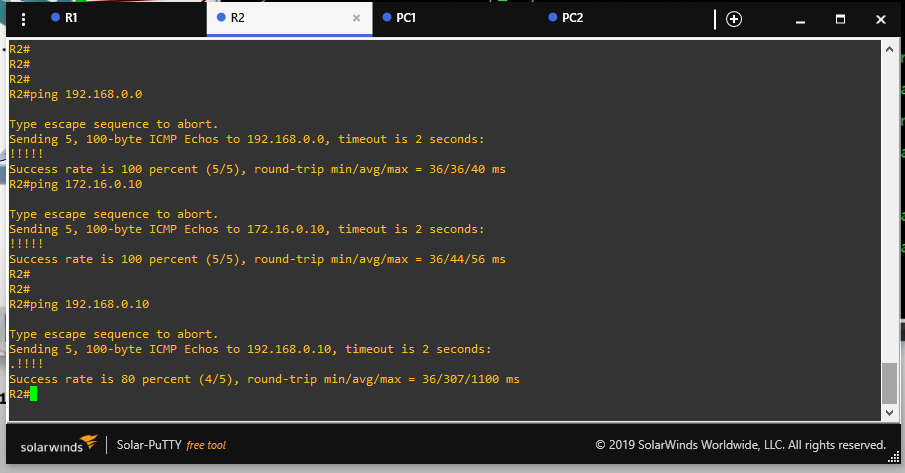 R1
R2
PC1
PC2
R2#
R2#
R2#
R2#ping 192.168.0.0
Type escape sequence to abort.
Sending 5, 100-byte ICMP Echos to 192.168.0.0, timeout is 2 seconds:
!!!!!
Success rate is 100 percent (5/5), round-trip min/avg/max = 36/36/40 ms
R2#ping 172.16.0.10
Type escape sequence to abort.
Sending 5, 100-byte ICMP Echos to 172.16.0.10, timeout is 2 seconds:
!!!!!
Success rate is 100 percent (5/5), round-trip min/avg/max = 36/44/56 ms
R2#
R2#
R2#ping 192.168.0.10
Type escape sequence to abort.
Sending 5, 100-byte ICMP Echos to 192.168.0.10, timeout is 2 seconds:
.!!!!
Success rate is 80 percent (4/5), round-trip min/avg/max = 36/307/1100 ms
R2#
solarwinds
Solar-PuTTY free tool
© 2019 SolarWinds Worldwide, LLC. All rights reserved.